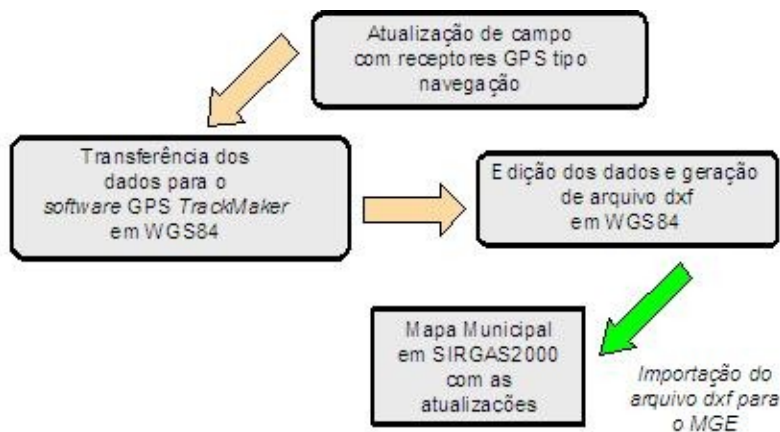 Atualização de campo
com receptores GPS tipo
navegação
Transferência dos
dados para o
software GPS TrackMaker
em WGS84
Edição dos dados e geração
de arquivo dxf
em WGS84
Mapa Municipal
em SIRGAS2000
com as
atualizações
Importação do
arquivo dxf para
o MGE